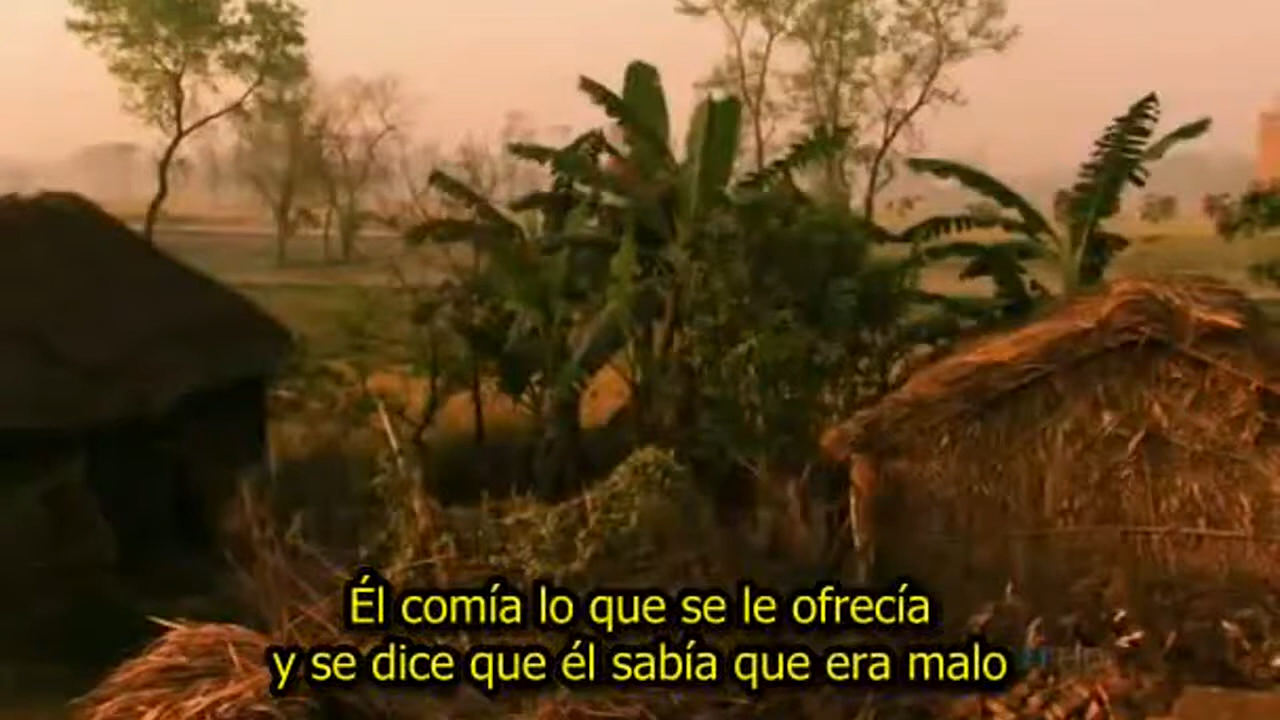 Él comía lo que se le ofrecía
y se dice que él sabía que era malo